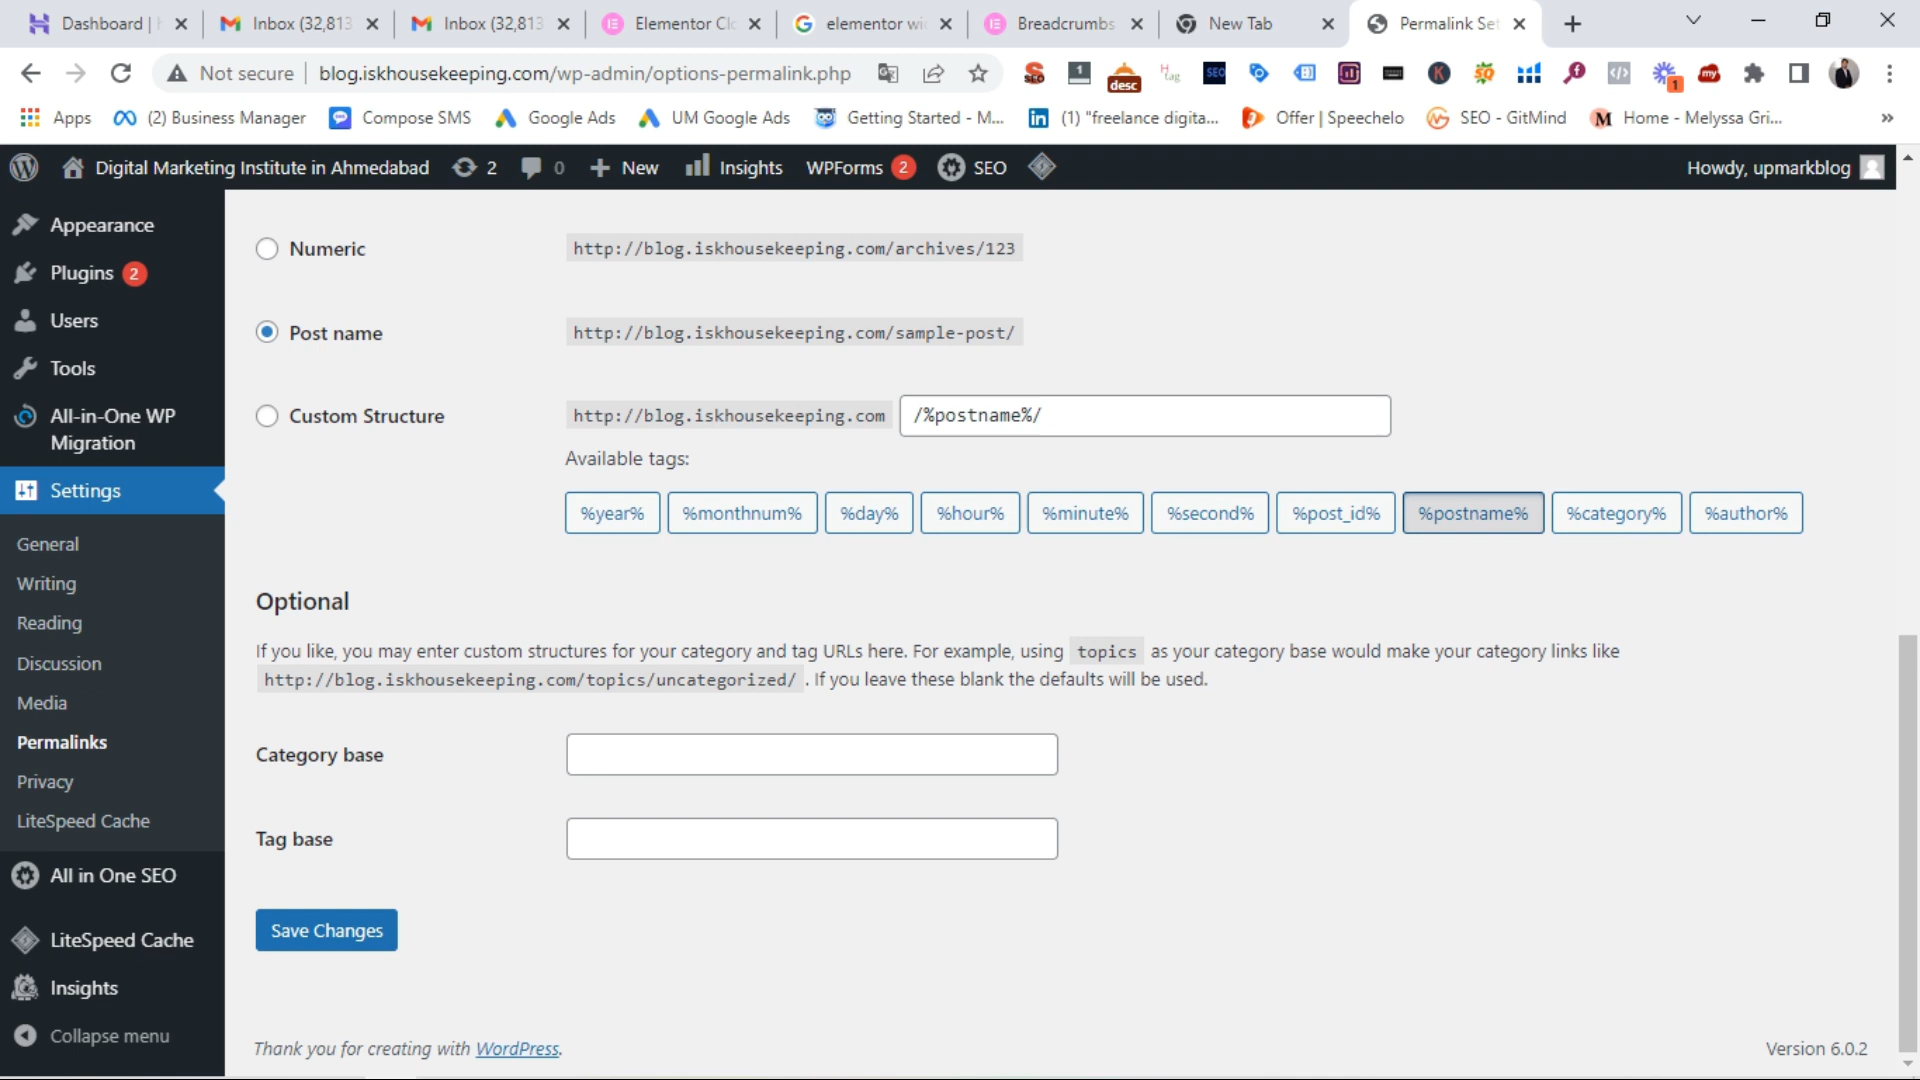 Dashboard |
Inbox (32,813
Inbox (32,813
Elementor Clo
elementor wi
Breadcrumbs
New Tab
Permalink Set
Not secure
blog.iskhousekeeping.com/wp-admin/options-permalink.php
SEO
1
desc
H
tag
SEO
K
</>
1
my
Apps
(2) Business Manager
Compose SMS
Google Ads
UM Google Ads
Getting Started - M...
(1) "freelance digita...
Offer | Speechelo
SEO - GitMind
Home - Melyssa Gri...
»
Digital Marketing Institute in Ahmedabad
2
0
New
Insights
WPForms 2
SEO
Howdy, upmarkblog
Appearance
Plugins 2
Users
Tools
All-in-One WP
Migration
Settings
General
Writing
Reading
Discussion
Media
Permalinks
Privacy
LiteSpeed Cache
All in One SEO
LiteSpeed Cache
Insights
Collapse menu
Numeric
http://blog.iskhousekeeping.com/archives/123
Post name
http://blog.iskhousekeeping.com/sample-post/
Custom Structure
http://blog.iskhousekeeping.com
/%postname%/
Available tags:
%year% %monthnum% %day% %hour% %minute% %second% %post_id% %postname% %category% %author%
Optional
If you like, you may enter custom structures for your category and tag URLs here. For example, using topics as your category base would make your category links like
http://blog.iskhousekeeping.com/topics/uncategorized/ . If you leave these blank the defaults will be used.
Category base
Tag base
Save Changes
Thank you for creating with WordPress.
Version 6.0.2